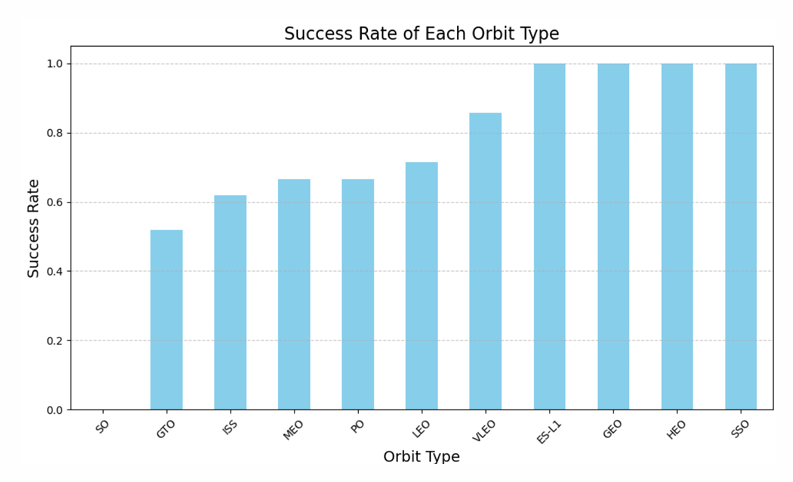 Success Rate of Each Orbit Type
Success Rate
1.0
0.8
0.6
0.4
0.2
0.0
SO
GTO
ISS
MEO
PO
LEO
VLEO
ES-L1
GEO
HEO
SSO
Orbit Type